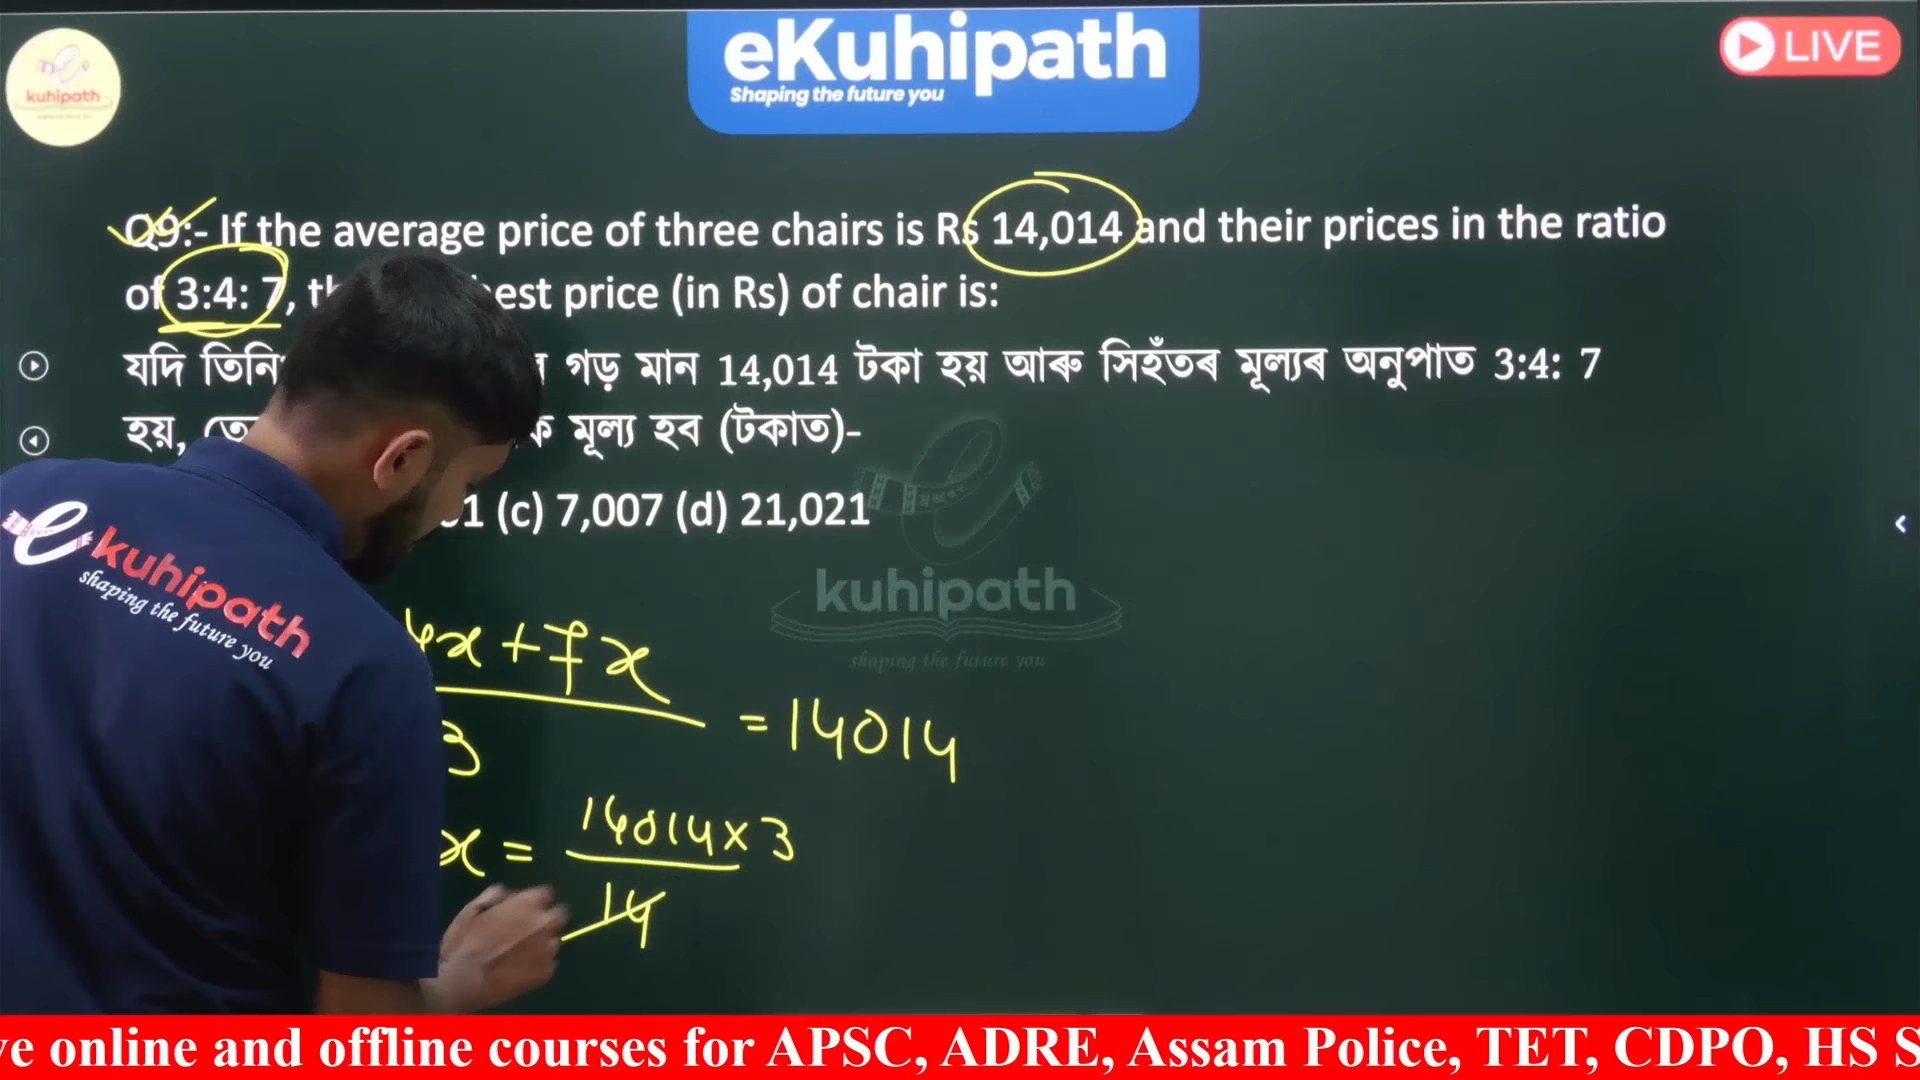 kuhipath
eKuhipath
Shaping the future you
LIVE
Q9:- If the average price of three chairs is Rs 14,014 and their prices in the ratio
of 3:4: 7, price (in Rs) of chair is:
যদি গড় মান 14,014 টকা হয় আৰু সিহঁতৰ মূল্যৰ অনুপাত 3:4: 7
হয়, মূল্য হব (টকাত)-
(c) 7,007 (d) 21,021
e kuhipath
shaping the future you
kuhipath
shaping the future you
4x + 7x
3
= 14014
x = 14014 x 3
14
online and offline courses for APSC, ADRE, Assam Police, TET, CDPO, HS